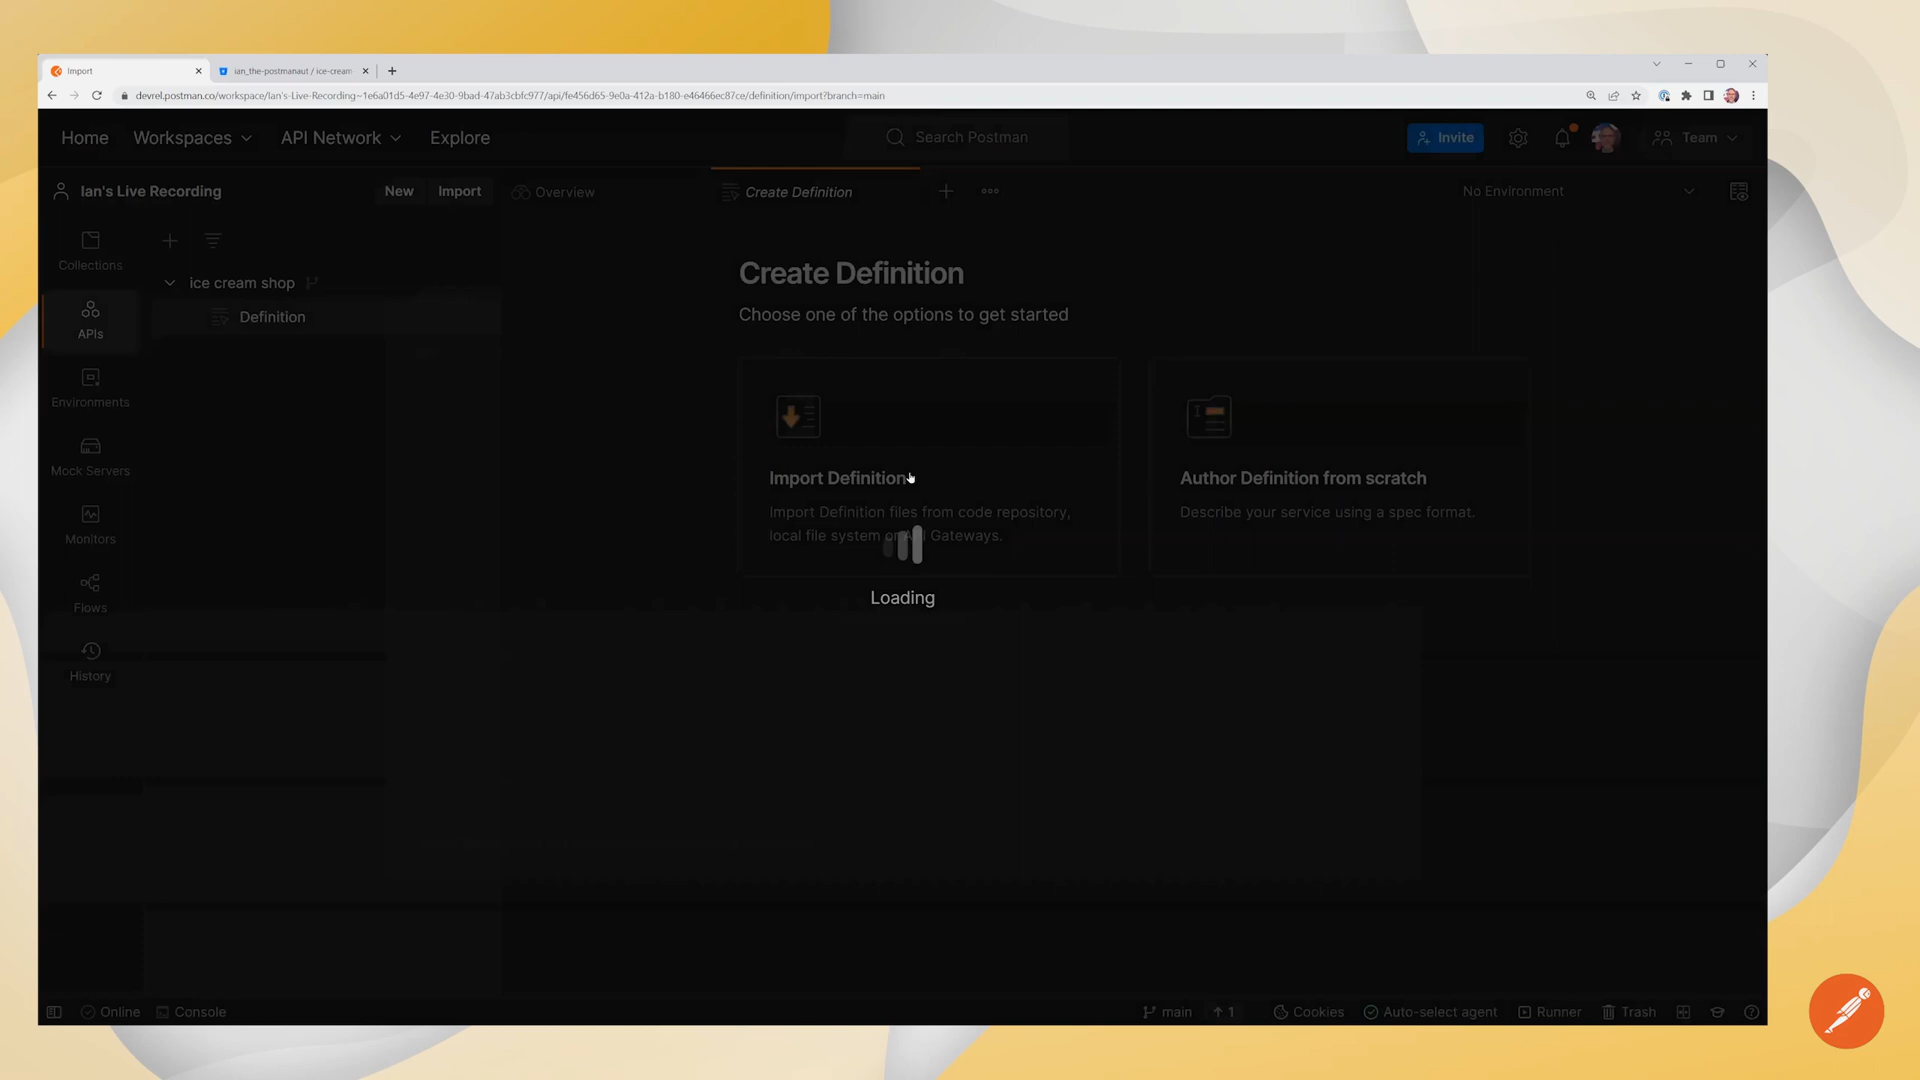 Import
ian_the-postmanaut / ice-cream
devrel.postman.co/workspace/Ian's-Live-Recording~1e6a01d5-4e97-4e30-9bad-47ab3cbfc977/api/fe456d65-9e0a-412a-b180-e46466ec87ce/definition/import?branch=main
Home
Workspaces
API Network
Explore
Search Postman
Invite
Team
Ian's Live Recording
New
Import
Overview
Create Definition
No Environment
Collections
APIs
Environments
Mock Servers
Monitors
Flows
History
ice cream shop
Definition
Create Definition
Choose one of the options to get started
Import Definition
Import Definition files from code repository,
local file system or API Gateways.
Author Definition from scratch
Describe your service using a spec format.
Loading
Online
Console
main
1
Cookies
Auto-select agent
Runner
Trash